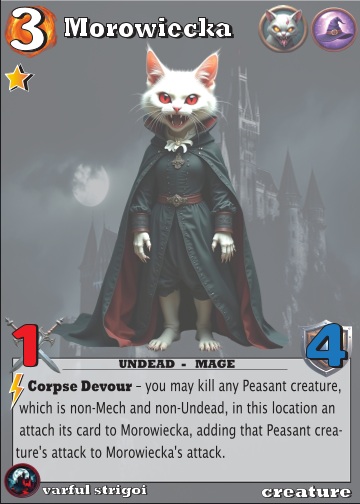 3 Morowiecka
1 4
UNDEAD - MAGE
Corpse Devour – you may kill any Peasant creature,
which is non-Mech and non-Undead, in this location an
attach its card to Morowiecka, adding that Peasant crea-
ture's attack to Morowiecka's attack.
varful strigoi creature